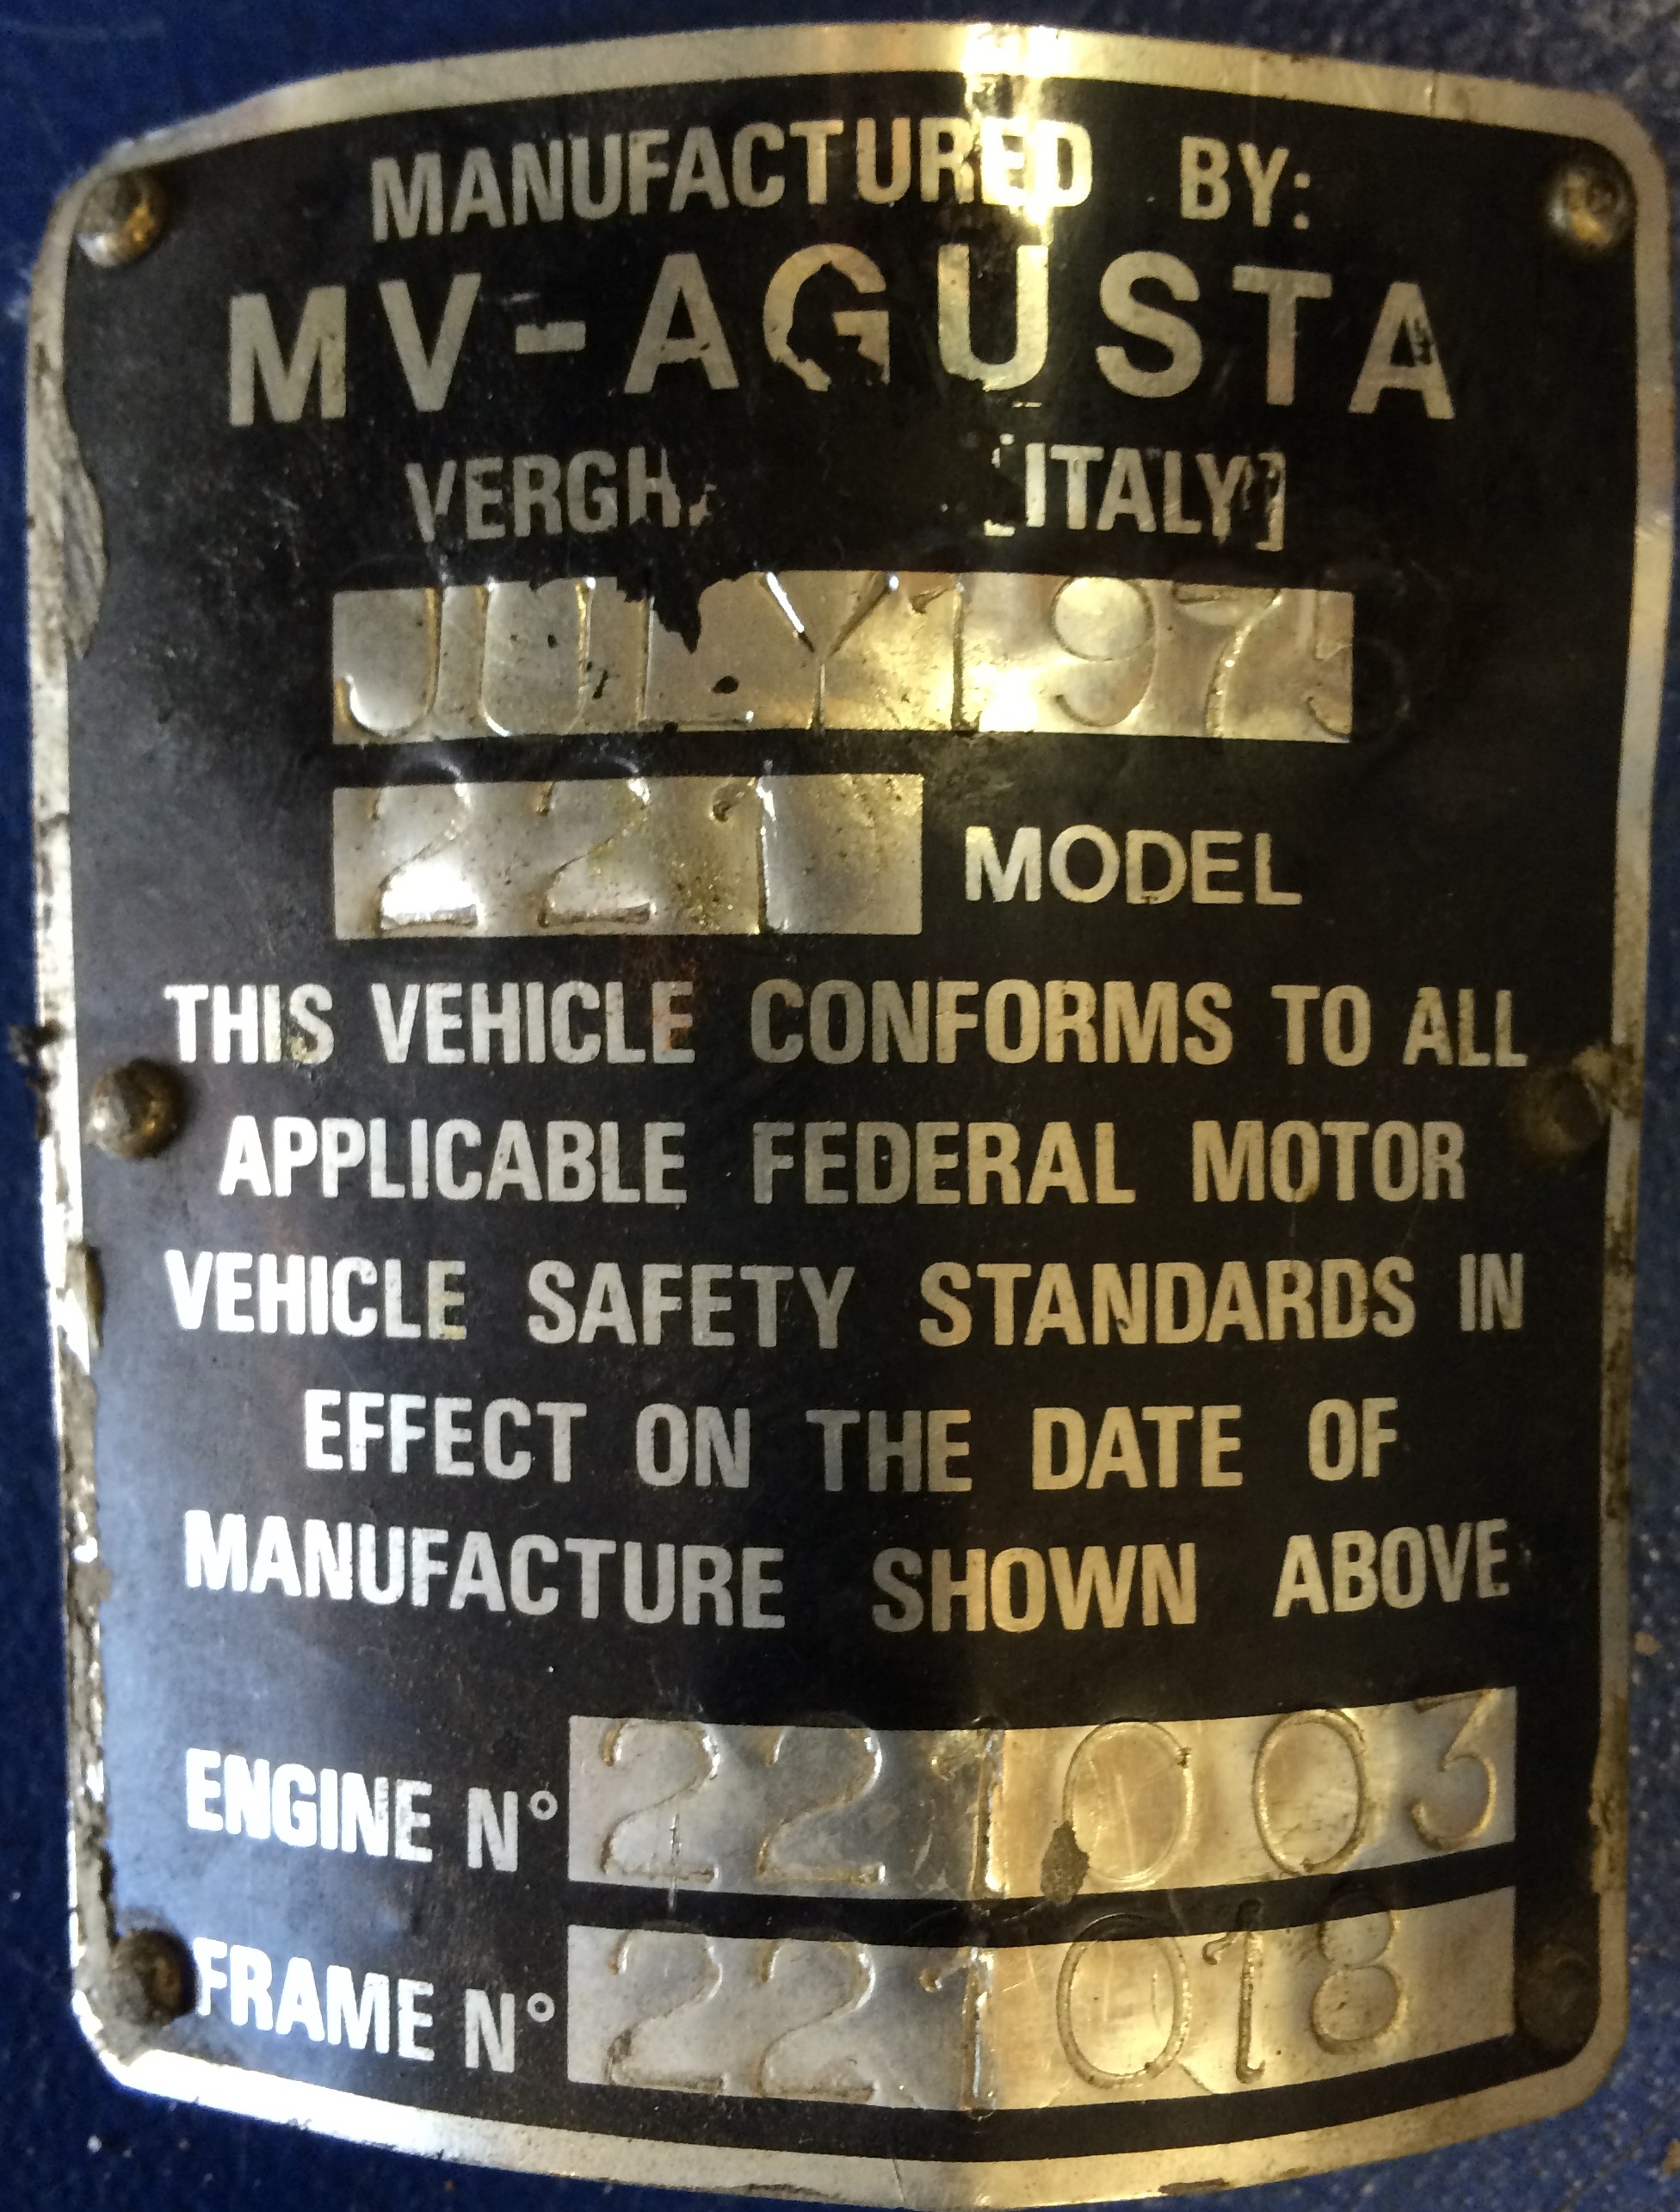 MANUFACTURED BY:
MV-AGUSTA
[ITALY]
JULY 1975
221 MODEL
THIS VEHICLE CONFORMS TO ALL
APPLICABLE FEDERAL MOTOR
VEHICLE SAFETY STANDARDS IN
EFFECT ON THE DATE OF
MANUFACTURE SHOWN ABOVE
ENGINE N° 221003
FRAME N° 221018